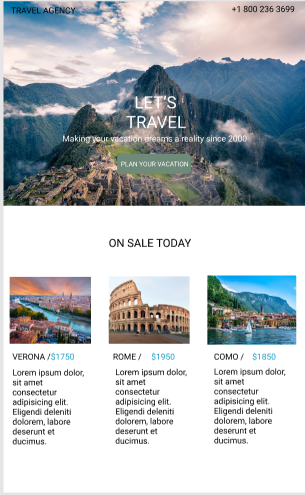 TRAVEL AGENCY
+1 800 236 3699
LET'S
TRAVEL
Making your vacation dreams a reality since 2000
PLAN YOUR VACATION
ON SALE TODAY
VERONA /$1750
Lorem ipsum dolor,
sit amet
consectetur
adipisicing elit.
Eligendi deleniti
dolorem, labore
deserunt et
ducimus.
ROME / $1950
Lorem ipsum dolor,
sit amet
consectetur
adipisicing elit.
Eligendi deleniti
dolorem, labore
deserunt et
ducimus.
COMO / $1850
Lorem ipsum dolor,
sit amet
consectetur
adipisicing elit.
Eligendi deleniti
dolorem, labore
deserunt et
ducimus.